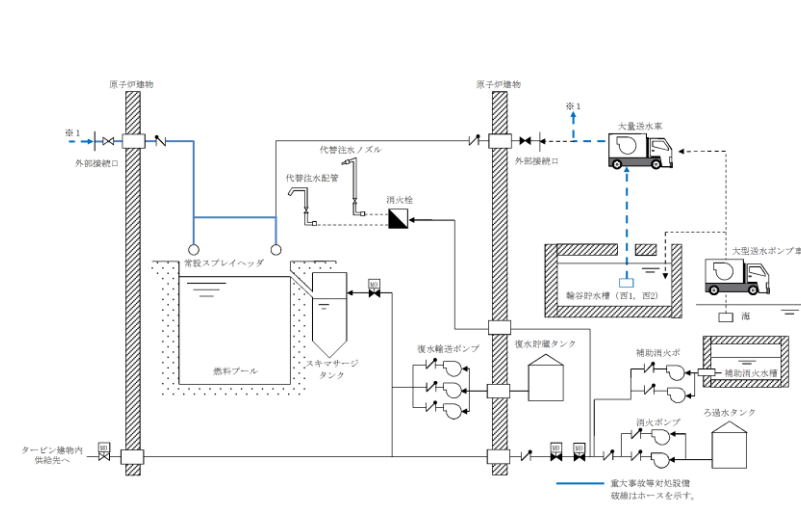 原子炉建物
原子炉建物
※1
外部接続口
※1
大量送水車
外部接続口
代替注水ノズル
代替注水配管
消火栓
常設スプレイヘッダ
大型送水ポンプ車
輪谷貯水槽（西1，西2）
海
燃料プール
スキマサージ
タンク
MO
復水輸送ポンプ
復水貯蔵タンク
補助消火ポ
補助消火水槽
消火ポンプ
ろ過水タンク
タービン建物内
供給先へ
MO
MO
MO
重大事故等対処設備
破線はホースを示す。